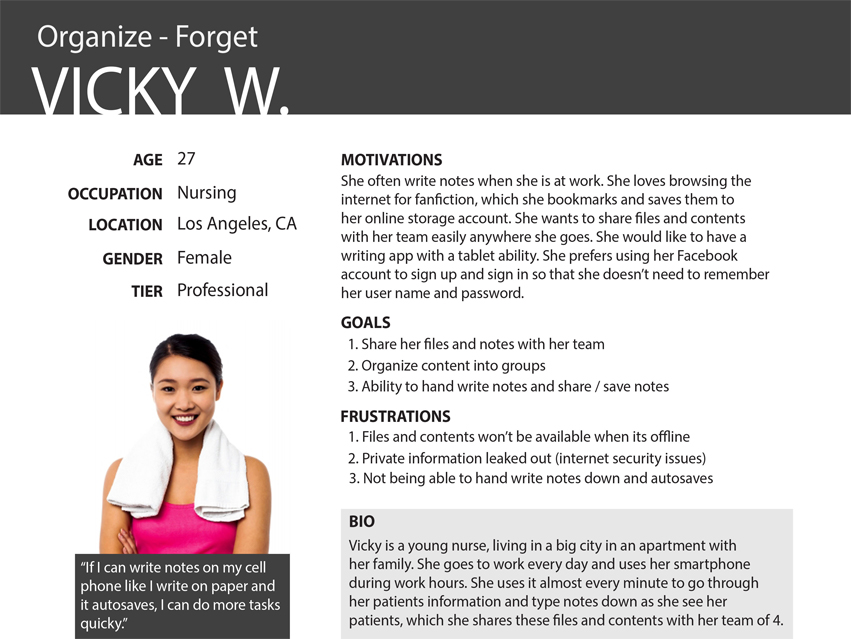 Organize - Forget
VICKY W.
AGE 27
OCCUPATION Nursing
LOCATION Los Angeles, CA
GENDER Female
TIER Professional
"If I can write notes on my cell
phone like I write on paper and
it autosaves, I can do more tasks
quicky."
MOTIVATIONS
She often write notes when she is at work. She loves browsing the
internet for fanfiction, which she bookmarks and saves them to
her online storage account. She wants to share files and contents
with her team easily anywhere she goes. She would like to have a
writing app with a tablet ability. She prefers using her Facebook
account to sign up and sign in so that she doesn't need to remember
her user name and password.
GOALS
1. Share her files and notes with her team
2. Organize content into groups
3. Ability to hand write notes and share / save notes
FRUSTRATIONS
1. Files and contents won't be available when its offline
2. Private information leaked out (internet security issues)
3. Not being able to hand write notes down and autosaves
BIO
Vicky is a young nurse, living in a big city in an apartment with
her family. She goes to work every day and uses her smartphone
during work hours. She uses it almost every minute to go through
her patients information and type notes down as she see her
patients, which she shares these files and contents with her team of 4.